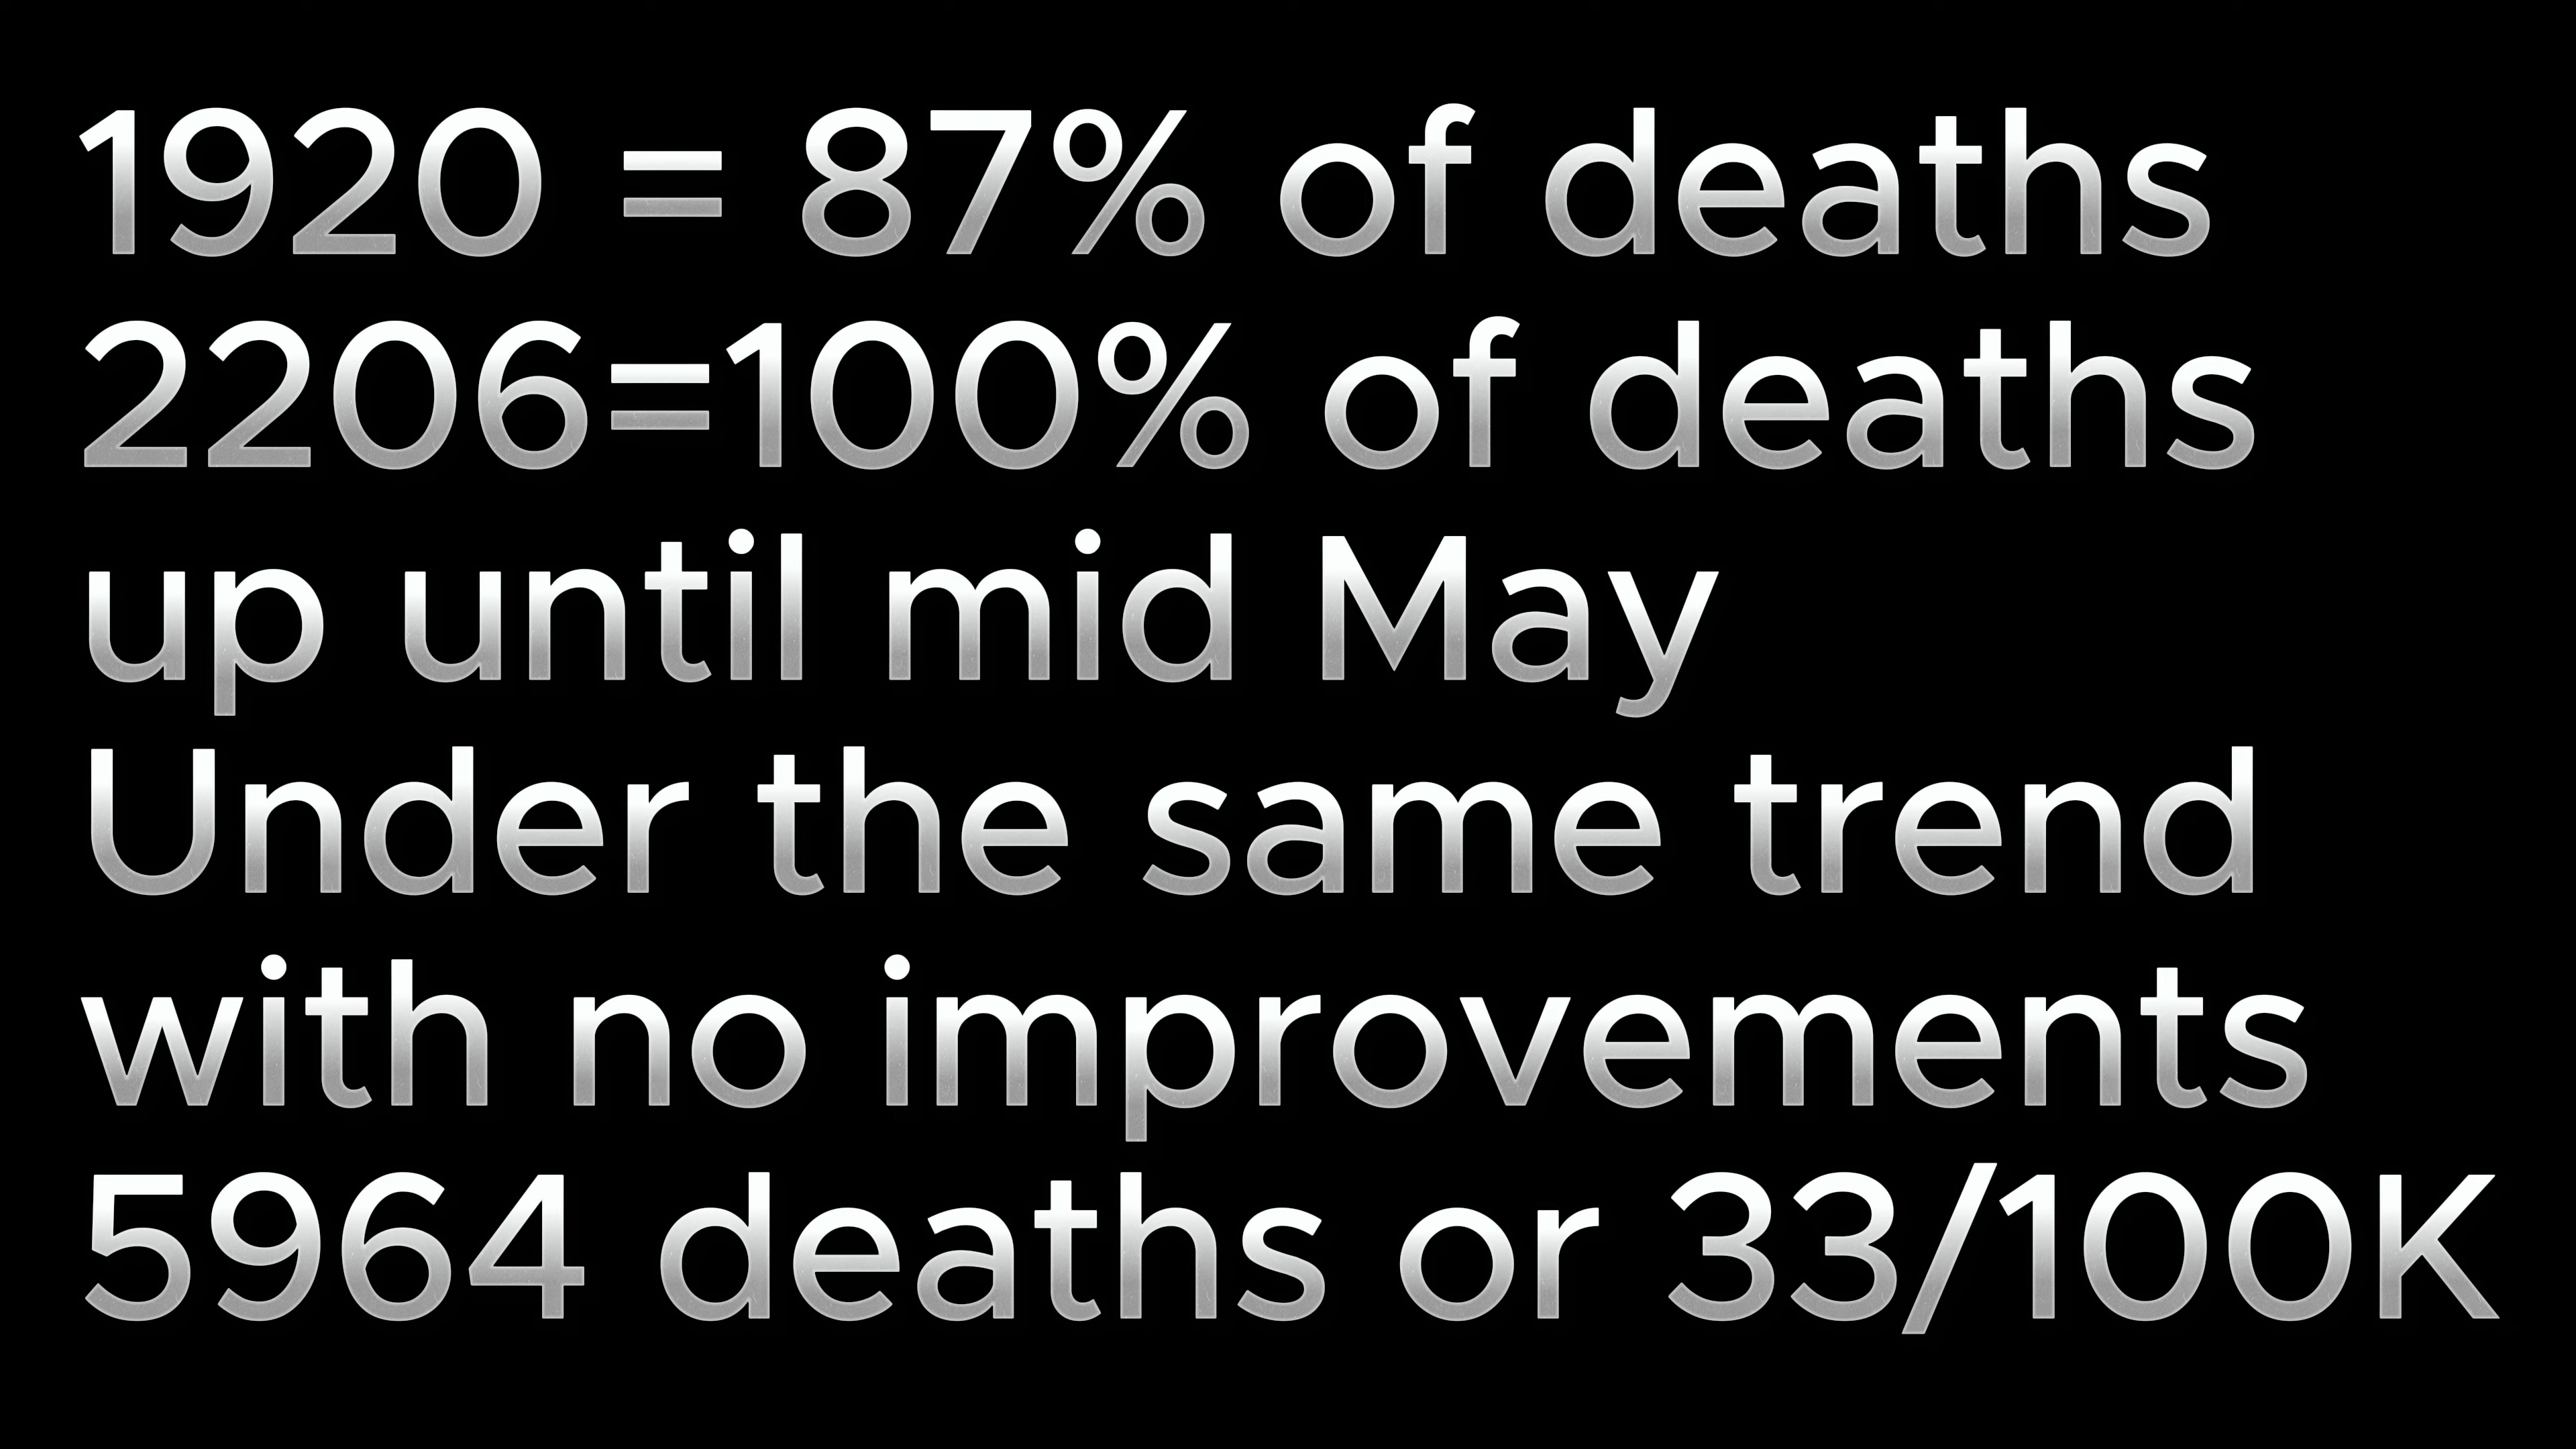 1920 = 87% of deaths
2206=100% of deaths
up until mid May
Under the same trend
with no improvements
5964 deaths or 33/100K